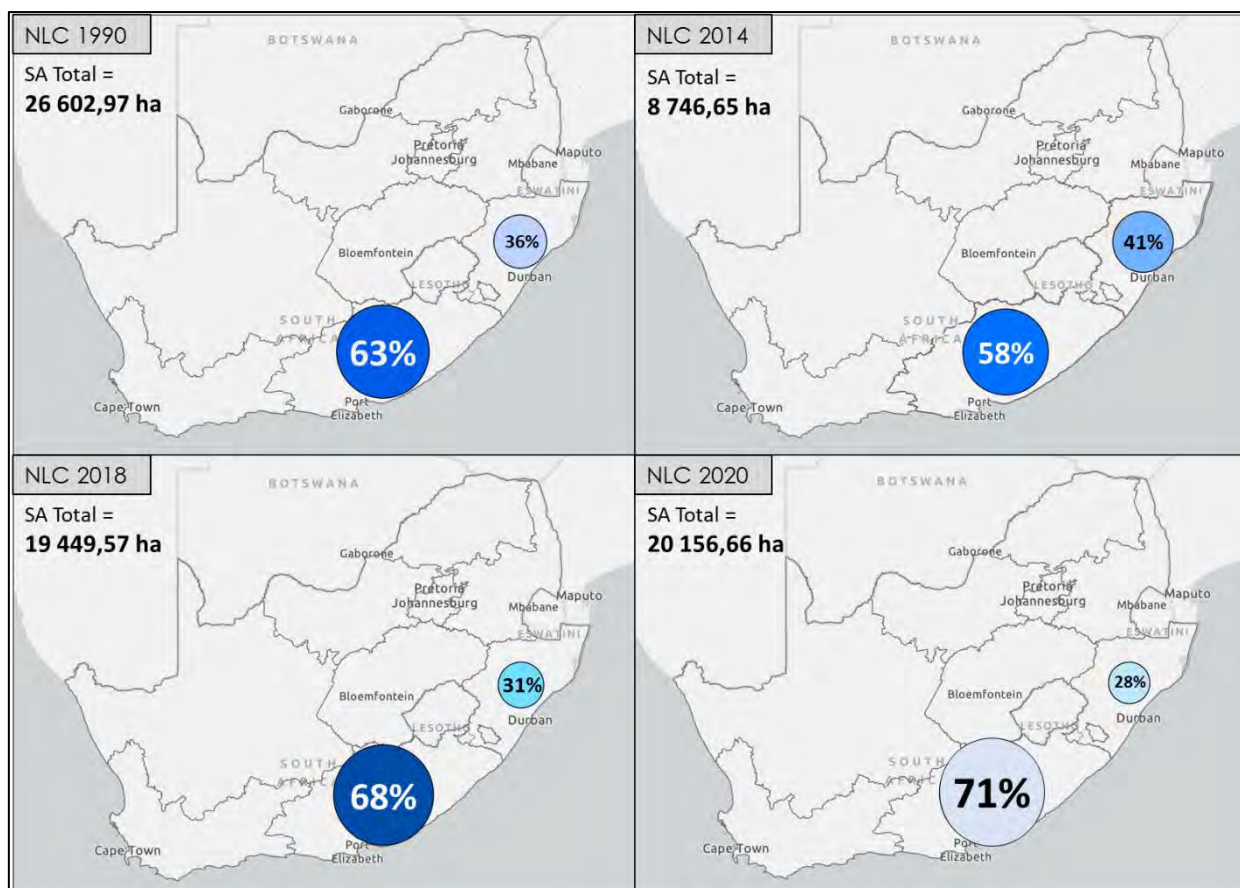 NLC 1990
SA Total =
26 602,97 ha
BOTSWANA
Gaborone
Pretoria
Johannesburg
Mbabane
Maputo
ESWATINI
36%
Bloemfontein
Durban
LESOTHO
SOUTH
AFRICA
63%
Cape Town
Port
Elizabeth
NLC 2014
SA Total =
8 746,65 ha
BOTSWANA
Gaborone
Pretoria
Johannesburg
Mbabane
Maputo
ESWATINI
41%
Bloemfontein
Durban
LESOTHO
SOUTH
AFRICA
58%
Cape Town
Port
Elizabeth
NLC 2018
SA Total =
19 449,57 ha
BOTSWANA
Gaborone
Pretoria
Johannesburg
Mbabane
Maputo
ESWATINI
31%
Bloemfontein
Durban
LESOTHO
SOUTH
AFRICA
68%
Cape Town
Port
Elizabeth
NLC 2020
SA Total =
20 156,66 ha
BOTSWANA
Gaborone
Pretoria
Johannesburg
Mbabane
Maputo
ESWATINI
28%
Bloemfontein
Durban
LESOTHO
SOUTH
AFRICA
71%
Cape Town
Port
Elizabeth